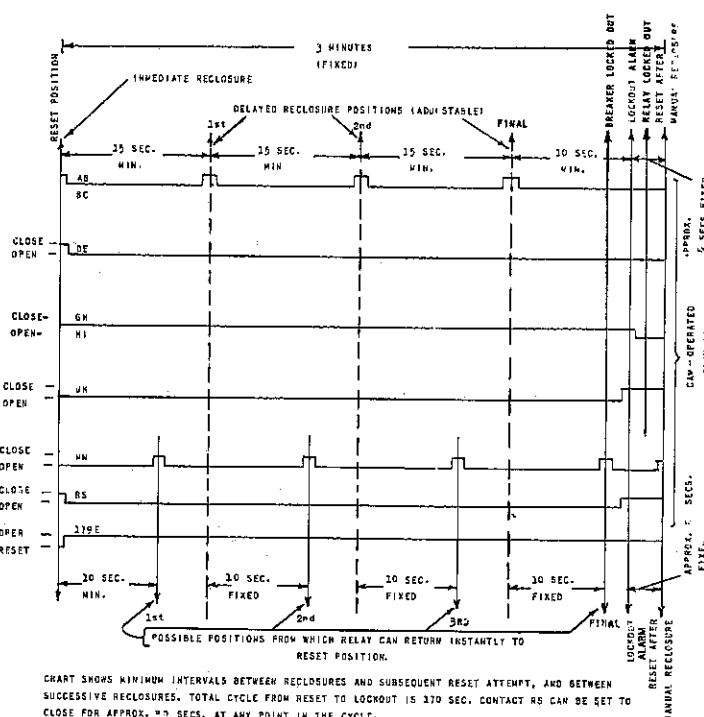 3 MINUTES
(FIXED)
RESET POSITION
IMMEDIATE RECLOSURE
DELAYED RECLOSURE POSITIONS (ADJUSTABLE)
1st
2nd
FINAL
BREAKER LOCKED OUT
LOCKOUT ALARM
RELAY LOCKED OUT
RESET AFTER
MANUAL RECLOSURE
15 SEC.
MIN.
15 SEC.
MIN
15 SEC.
MIN.
10 SEC.
MIN.
AB
BC
CLOSE
OPEN
DE
CLOSE-
OPEN-
GH
HI
CLOSE
OPEN
CLOSE
OPEN
CLOSE
OPEN
RS
OPER
RESET
179E
APPROX.
SECS FIXED
CAM-OPERATED
APPROX.
SECS.
FIXED
10 SEC.
MIN.
10 SEC.
FIXED
10 SEC.
FIXED
10 SEC.
FIXED
1st
2nd
3RD
FINAL
POSSIBLE POSITIONS FROM WHICH RELAY CAN RETURN INSTANTLY TO
RESET POSITION.
LOCKOUT
ALARM
RESET AFTER
MANUAL RECLOSURE
CHART SHOWS MINIMUM INTERVALS BETWEEN RECLOSURES AND SUBSEQUENT RESET ATTEMPT, AND BETWEEN
SUCCESSIVE RECLOSURES. TOTAL CYCLE FROM RESET TO LOCKOUT IS 170 SEC. CONTACT RS CAN BE SET TO
CLOSE FOR APPROX. SECS. AT ANY POINT IN THE CYCLE.